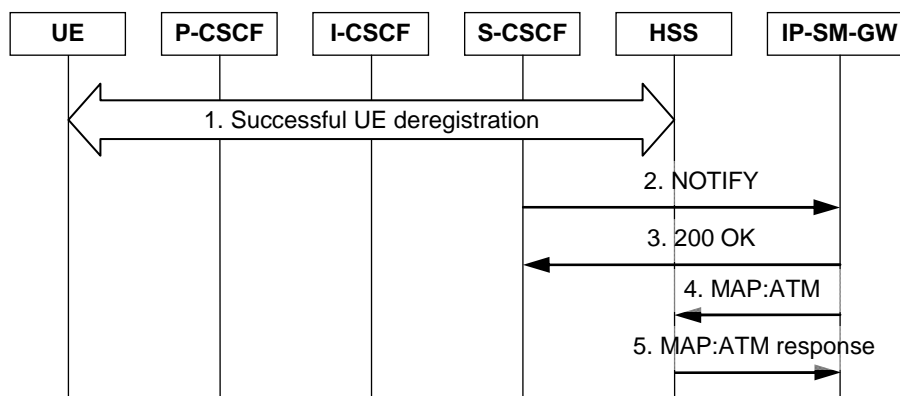 UE P-CSCF I-CSCF S-CSCF HSS IP-SM-GW
1. Successful UE deregistration
2. NOTIFY
3. 200 OK
4. MAP:ATM
5. MAP:ATM response